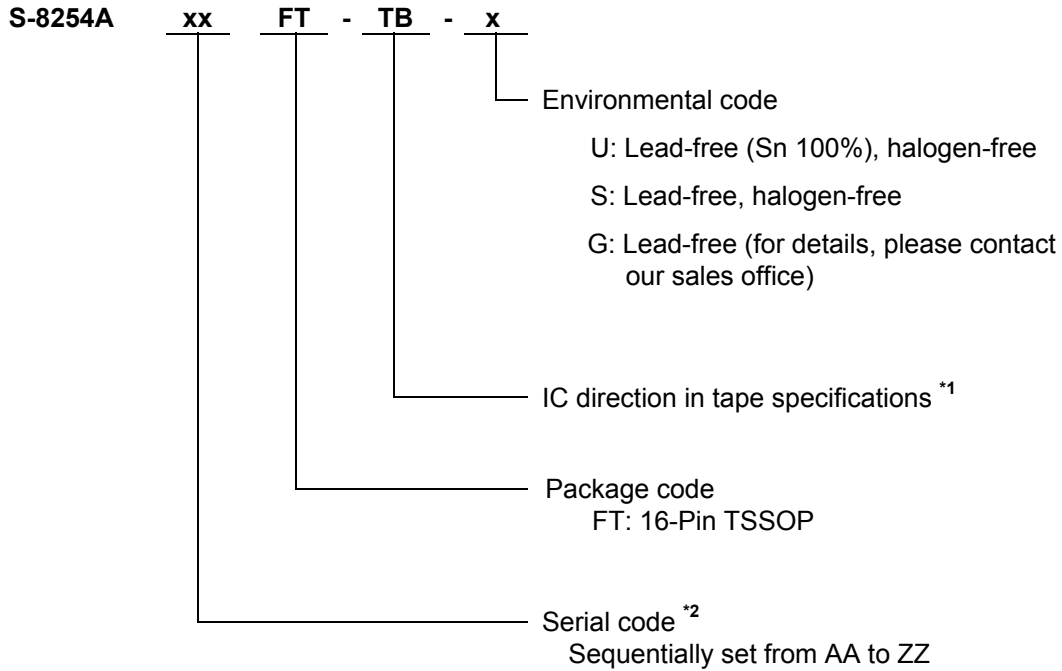 S-8254A xx FT - TB - x
Environmental code
U: Lead-free (Sn 100%), halogen-free
S: Lead-free, halogen-free
G: Lead-free (for details, please contact
our sales office)
IC direction in tape specifications *1
Package code
FT: 16-Pin TSSOP
Serial code *2
Sequentially set from AA to ZZ